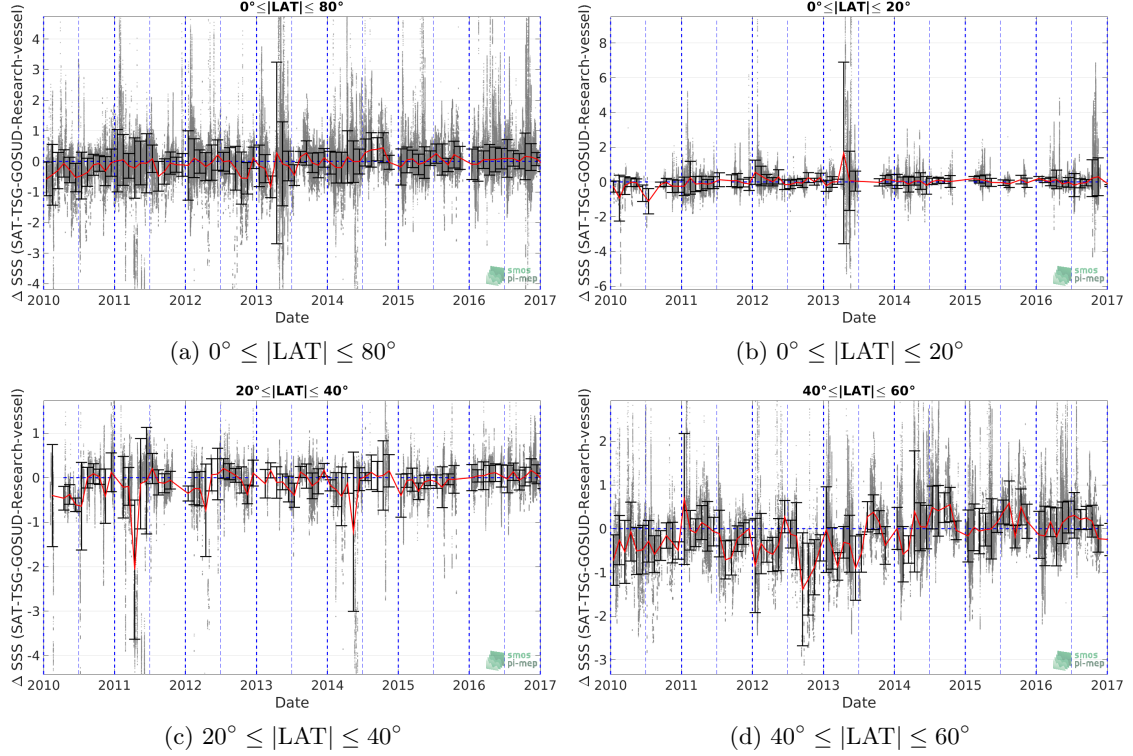 0°≤|LAT|≤ 80°
Δ SSS (SAT-TSG-GOSUD-Research-vessel)
4
3
2
1
0
-1
-2
-3
-4
2010 2011 2012 2013 2014 2015 2016 2017
Date
smos
pi-mep
(a) 0° ≤ |LAT| ≤ 80°
0°≤|LAT|≤ 20°
Δ SSS (SAT-TSG-GOSUD-Research-vessel)
8
6
4
2
0
-2
-4
-6
2010 2011 2012 2013 2014 2015 2016 2017
Date
smos
pi-mep
(b) 0° ≤ |LAT| ≤ 20°
20°≤|LAT|≤ 40°
Δ SSS (SAT-TSG-GOSUD-Research-vessel)
1
0
-1
-2
-3
-4
2010 2011 2012 2013 2014 2015 2016 2017
Date
smos
pi-mep
(c) 20° ≤ |LAT| ≤ 40°
40°≤|LAT|≤ 60°
Δ SSS (SAT-TSG-GOSUD-Research-vessel)
2
1
0
-1
-2
-3
2010 2011 2012 2013 2014 2015 2016 2017
Date
smos
pi-mep
(d) 40° ≤ |LAT| ≤ 60°